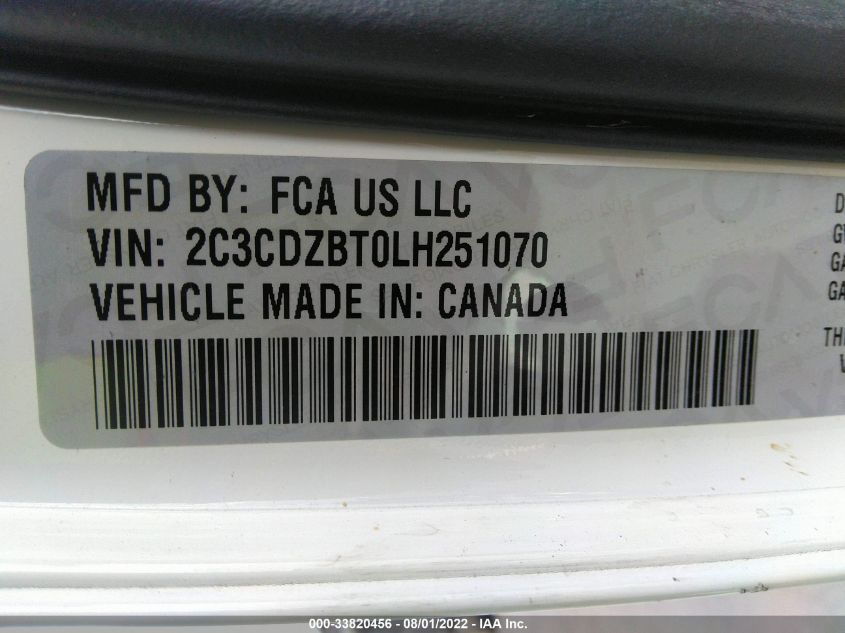 MFD BY: FCA US LLC
VIN: 2C3CDZBT0LH251070
VEHICLE MADE IN: CANADA
000-33820456 - 08/01/2022 - IAA Inc.